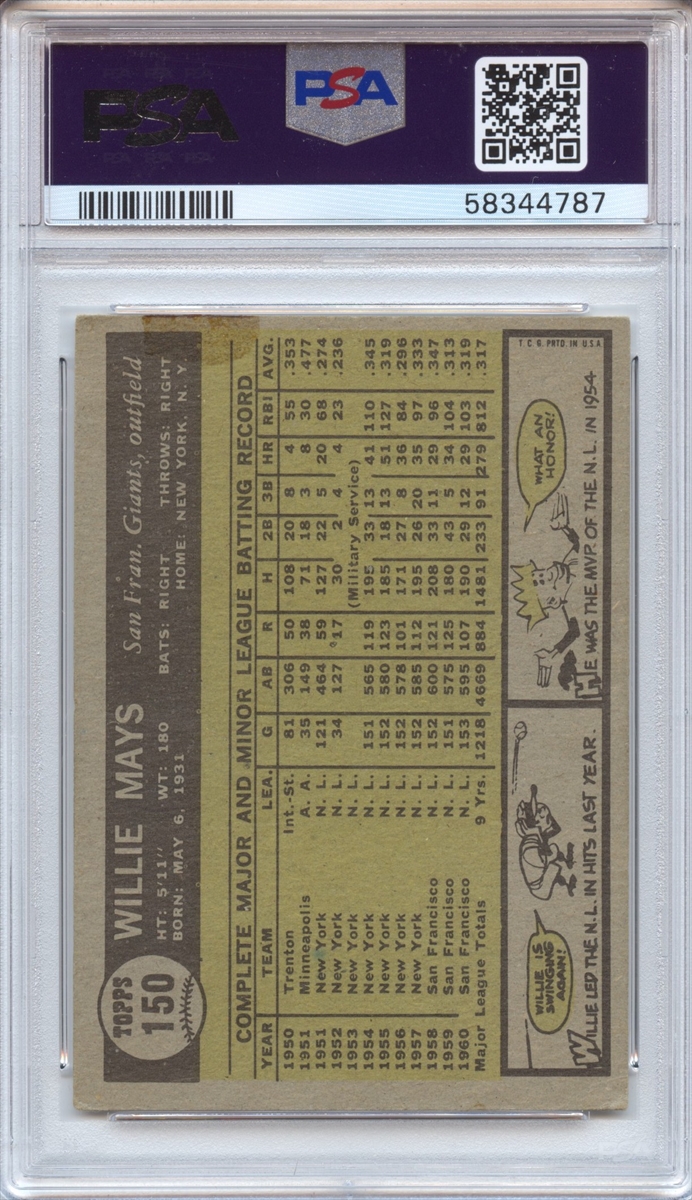 PSA
PSA
58344787
TOPPS
150
WILLIE MAYS San Fran. Giants, outfield
HT: 5'11" WT: 180 BATS: RIGHT THROWS: RIGHT
BORN: MAY 6, 1931 HOME: NEW YORK, N. Y.
COMPLETE MAJOR AND MINOR LEAGUE BATTING RECORD
YEAR TEAM LEA. G AB R H 2B 3B HR RBI AVG.
1950 Trenton Int.-St. 81 306 50 108 20 8 4 55 .353
1951 Minneapolis A. A. 35 149 38 71 18 3 8 30 .477
1951 New York N. L. 121 464 59 127 22 5 20 68 .274
1952 New York N. L. 34 127 17 30 2 4 4 23 .236
1953 New York N. L. (Military Service)
1954 New York N. L. 151 565 119 195 33 13 41 110 .345
1955 New York N. L. 152 580 123 185 18 13 51 127 .319
1956 New York N. L. 152 578 101 171 27 8 36 84 .296
1957 New York N. L. 152 585 112 195 26 20 35 97 .333
1958 San Francisco N. L. 152 600 121 208 33 11 29 96 .347
1959 San Francisco N. L. 151 575 125 180 43 5 34 104 .313
1960 San Francisco N. L. 153 595 107 190 29 12 29 103 .319
Major League Totals 9 Yrs. 1218 4669 884 1481 233 91 279 812 .317
WILLIE IS
SWINGING
AGAIN!
WILLIE LED THE N.L. IN HITS LAST YEAR.
WHAT AN
HONOR!
HE WAS THE M.V.P. OF THE N.L. IN 1954
T. C. G. PRTD. IN U.S.A.